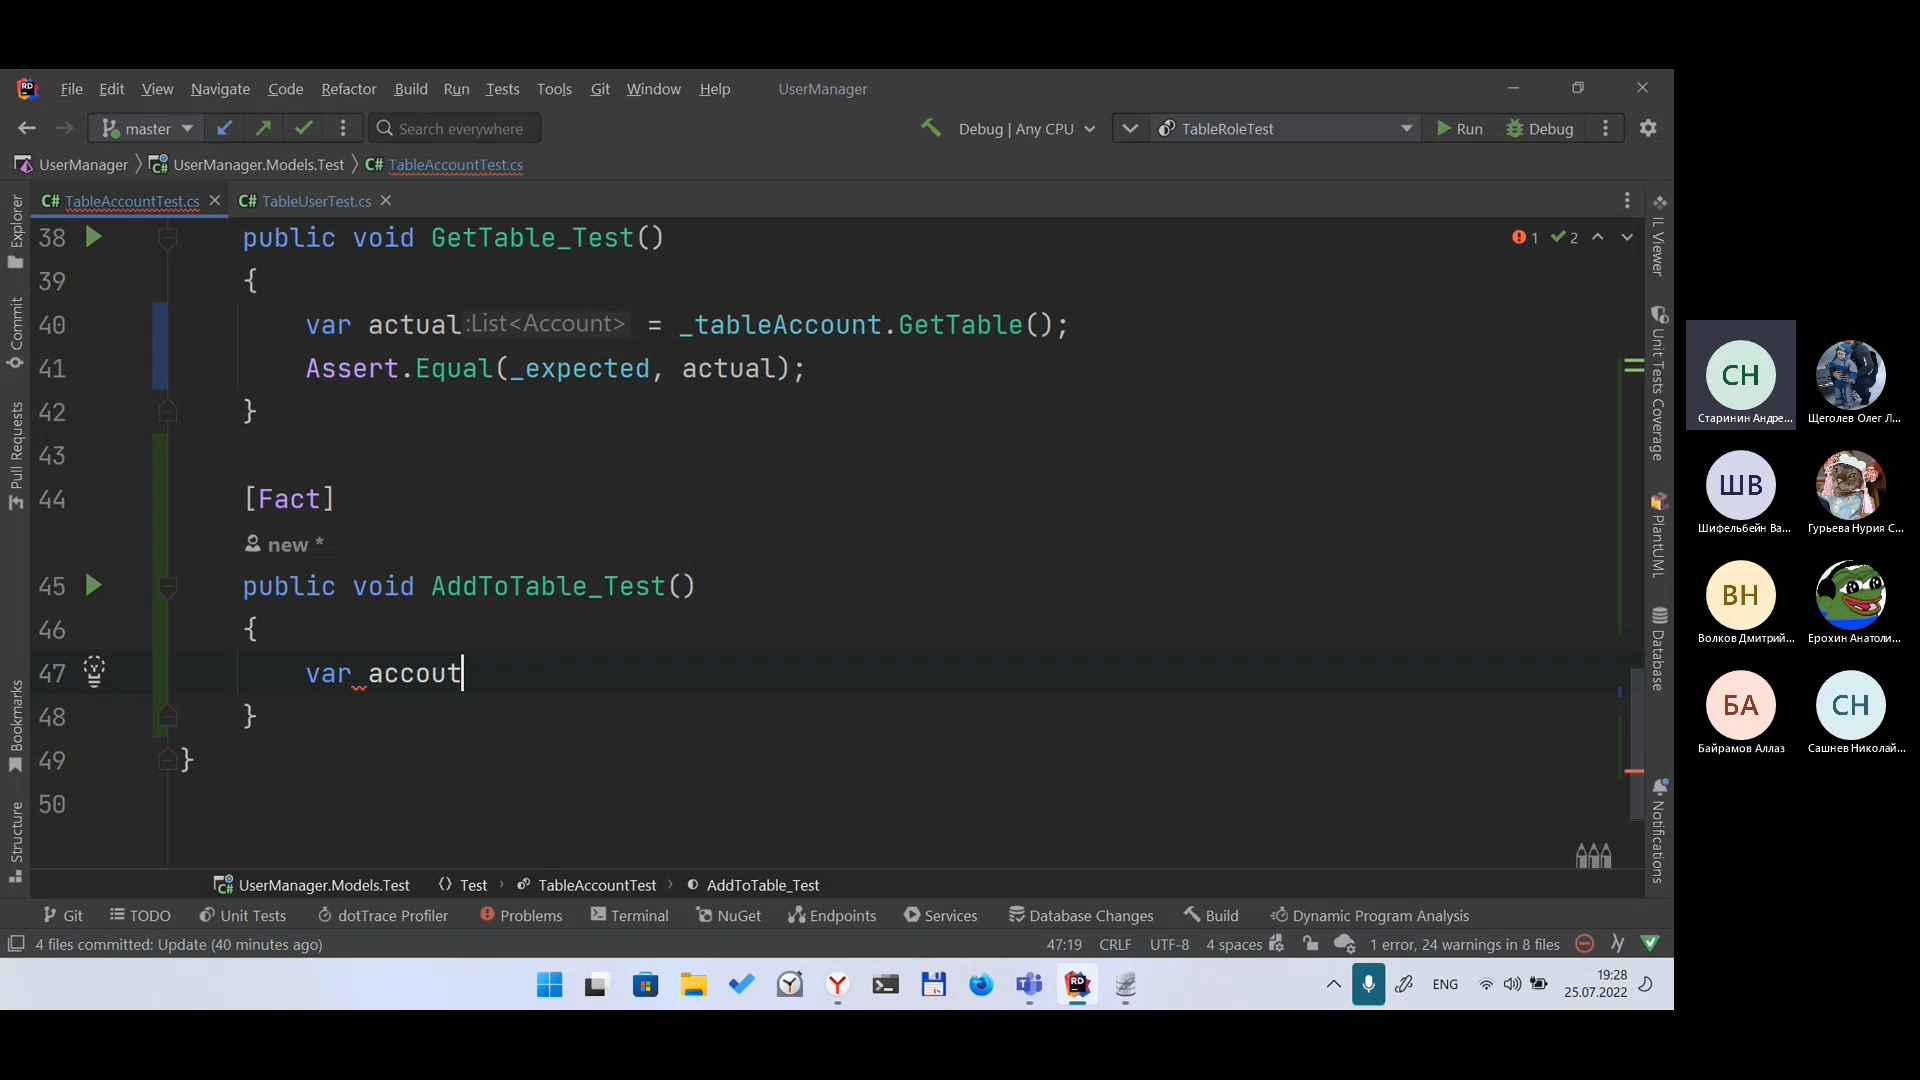 File Edit View Navigate Code Refactor Build Run Tests Tools Git Window Help UserManager
master Search everywhere Debug | Any CPU TableRoleTest Run Debug
UserManager UserManager.Models.Test C# TableAccountTest.cs
C# TableAccountTest.cs C# TableUserTest.cs
38 public void GetTable_Test() 1 2
39 {
40 var actual :List<Account> = _tableAccount.GetTable();
41 Assert.Equal(_expected, actual);
42 }
43
44 [Fact]
new *
45 public void AddToTable_Test()
46 {
47 var accout
48 }
49 }
50
Explorer
Commit
Pull Requests
Bookmarks
Structure
IL Viewer
Unit Tests Coverage
PlantUML
Database
Notifications
UserManager.Models.Test Test TableAccountTest AddToTable_Test
Git TODO Unit Tests dotTrace Profiler Problems Terminal NuGet Endpoints Services Database Changes Build Dynamic Program Analysis
4 files committed: Update (40 minutes ago) 47:19 CRLF UTF-8 4 spaces 1 error, 24 warnings in 8 files
ENG 19:28
25.07.2022
СН
Старинин Андре... Щеголев Олег Л...
ШВ
Шифельбейн Ва... Гурьева Нурия С...
ВН
Волков Дмитрий... Ерохин Анатоли...
БА СН
Байрамов Аллаз Сашнев Николай...